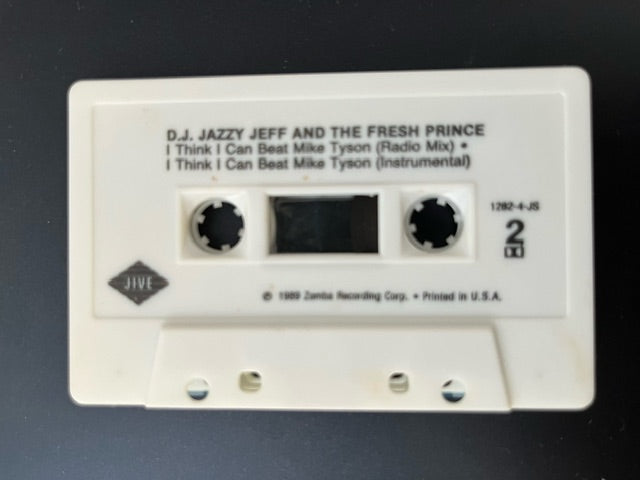 D.J. JAZZY JEFF AND THE FRESH PRINCE
I Think I Can Beat Mike Tyson (Radio Mix) •
I Think I Can Beat Mike Tyson (Instrumental)
1282-4-JS
2
JIVE
℗ 1989 Zomba Recording Corp. • Printed in U.S.A.